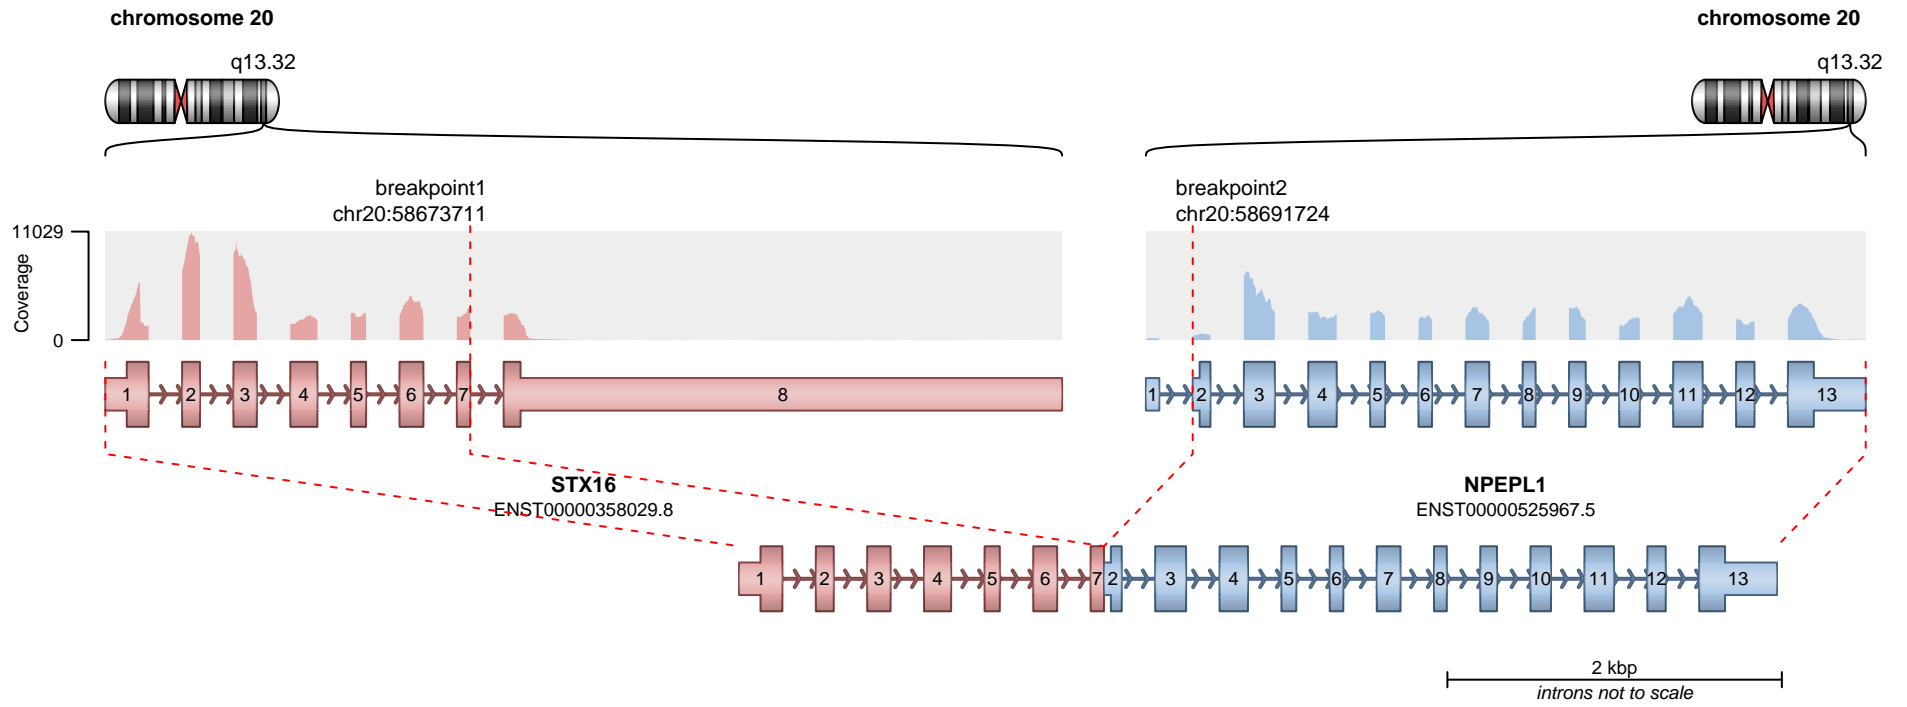 chromosome 20
chromosome 20
q13.32
q13.32
breakpoint1
chr20:58673711
breakpoint2
chr20:58691724
11029
Coverage
0
1 2 3 4 5 6 7 8
1 2 3 4 5 6 7 8 9 10 11 12 13
STX16
ENST00000358029.8
NPEPL1
ENST00000525967.5
1 2 3 4 5 6 7 2 3 4 5 6 7 8 9 10 11 12 13
2 kbp
introns not to scale